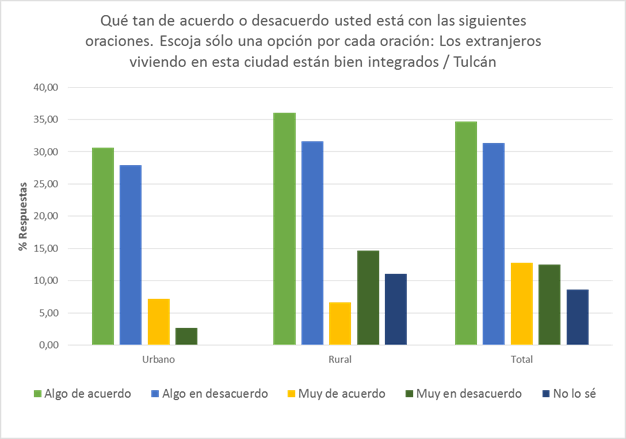 Qué tan de acuerdo o desacuerdo usted está con las siguientes
oraciones. Escoja sólo una opción por cada oración: Los extranjeros
viviendo en esta ciudad están bien integrados / Tulcán
40,00
35,00
30,00
25,00
20,00
15,00
10,00
5,00
0,00
% Respuestas
Urbano Rural Total
Algo de acuerdo Algo en desacuerdo Muy de acuerdo Muy en desacuerdo No lo sé